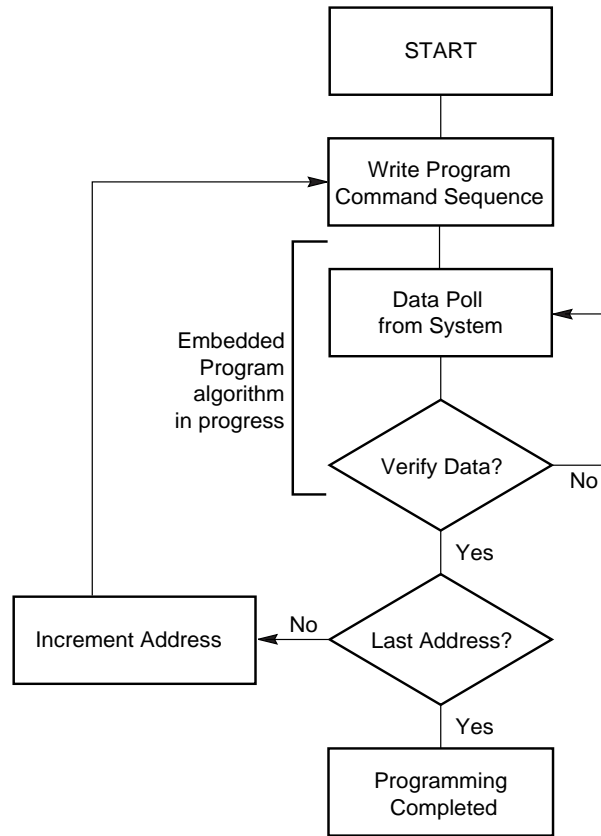 START
Write Program
Command Sequence
Data Poll
from System
Embedded
Program
algorithm
in progress
Verify Data?
No
Yes
Increment Address
No
Last Address?
Yes
Programming
Completed